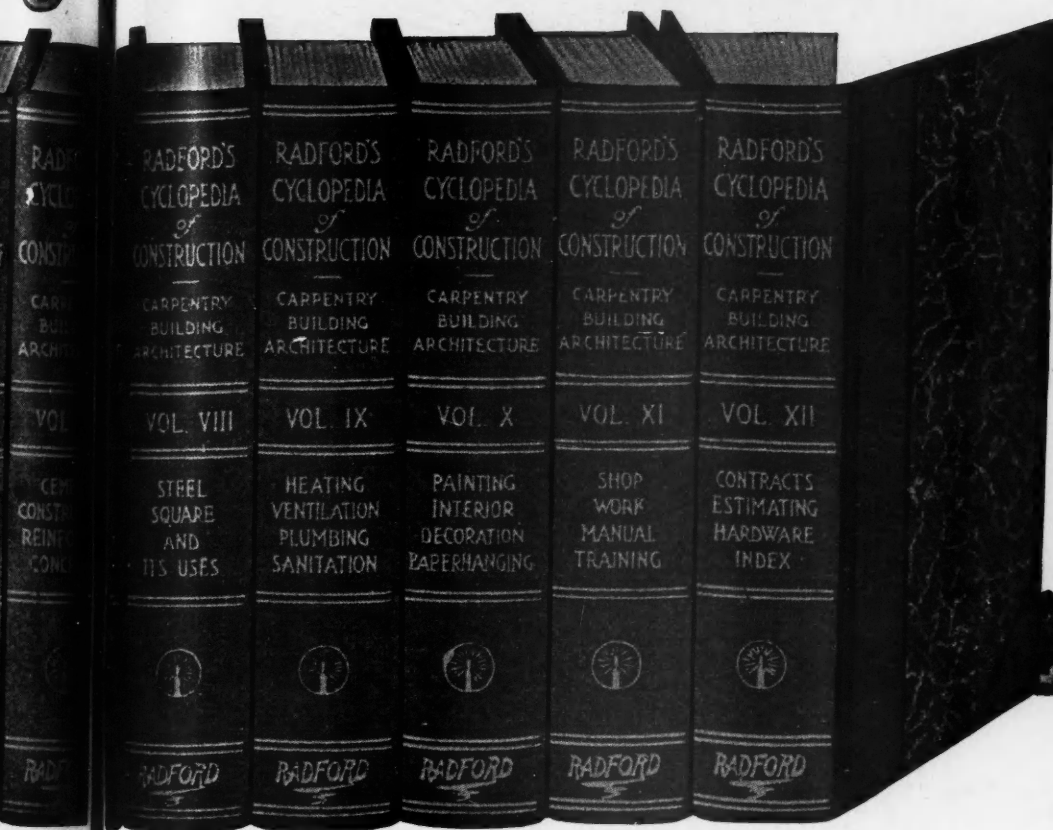 RADFORD'S
CYCLOPEDIA
of
CONSTRUCTION
CARPENTRY
BUILDING
ARCHITECTURE
VOL. VIII
STEEL
SQUARE
AND
ITS USES
RADFORD
RADFORD'S
CYCLOPEDIA
of
CONSTRUCTION
CARPENTRY
BUILDING
ARCHITECTURE
VOL. IX
HEATING
VENTILATION
PLUMBING
SANITATION
RADFORD
RADFORD'S
CYCLOPEDIA
of
CONSTRUCTION
CARPENTRY
BUILDING
ARCHITECTURE
VOL. X
PAINTING
INTERIOR
DECORATION
PAPERHANGING
RADFORD
RADFORD'S
CYCLOPEDIA
of
CONSTRUCTION
CARPENTRY
BUILDING
ARCHITECTURE
VOL. XI
SHOP
WORK
MANUAL
TRAINING
RADFORD
RADFORD'S
CYCLOPEDIA
of
CONSTRUCTION
CARPENTRY
BUILDING
ARCHITECTURE
VOL. XII
CONTRACTS
ESTIMATING
HARDWARE
INDEX
RADFORD